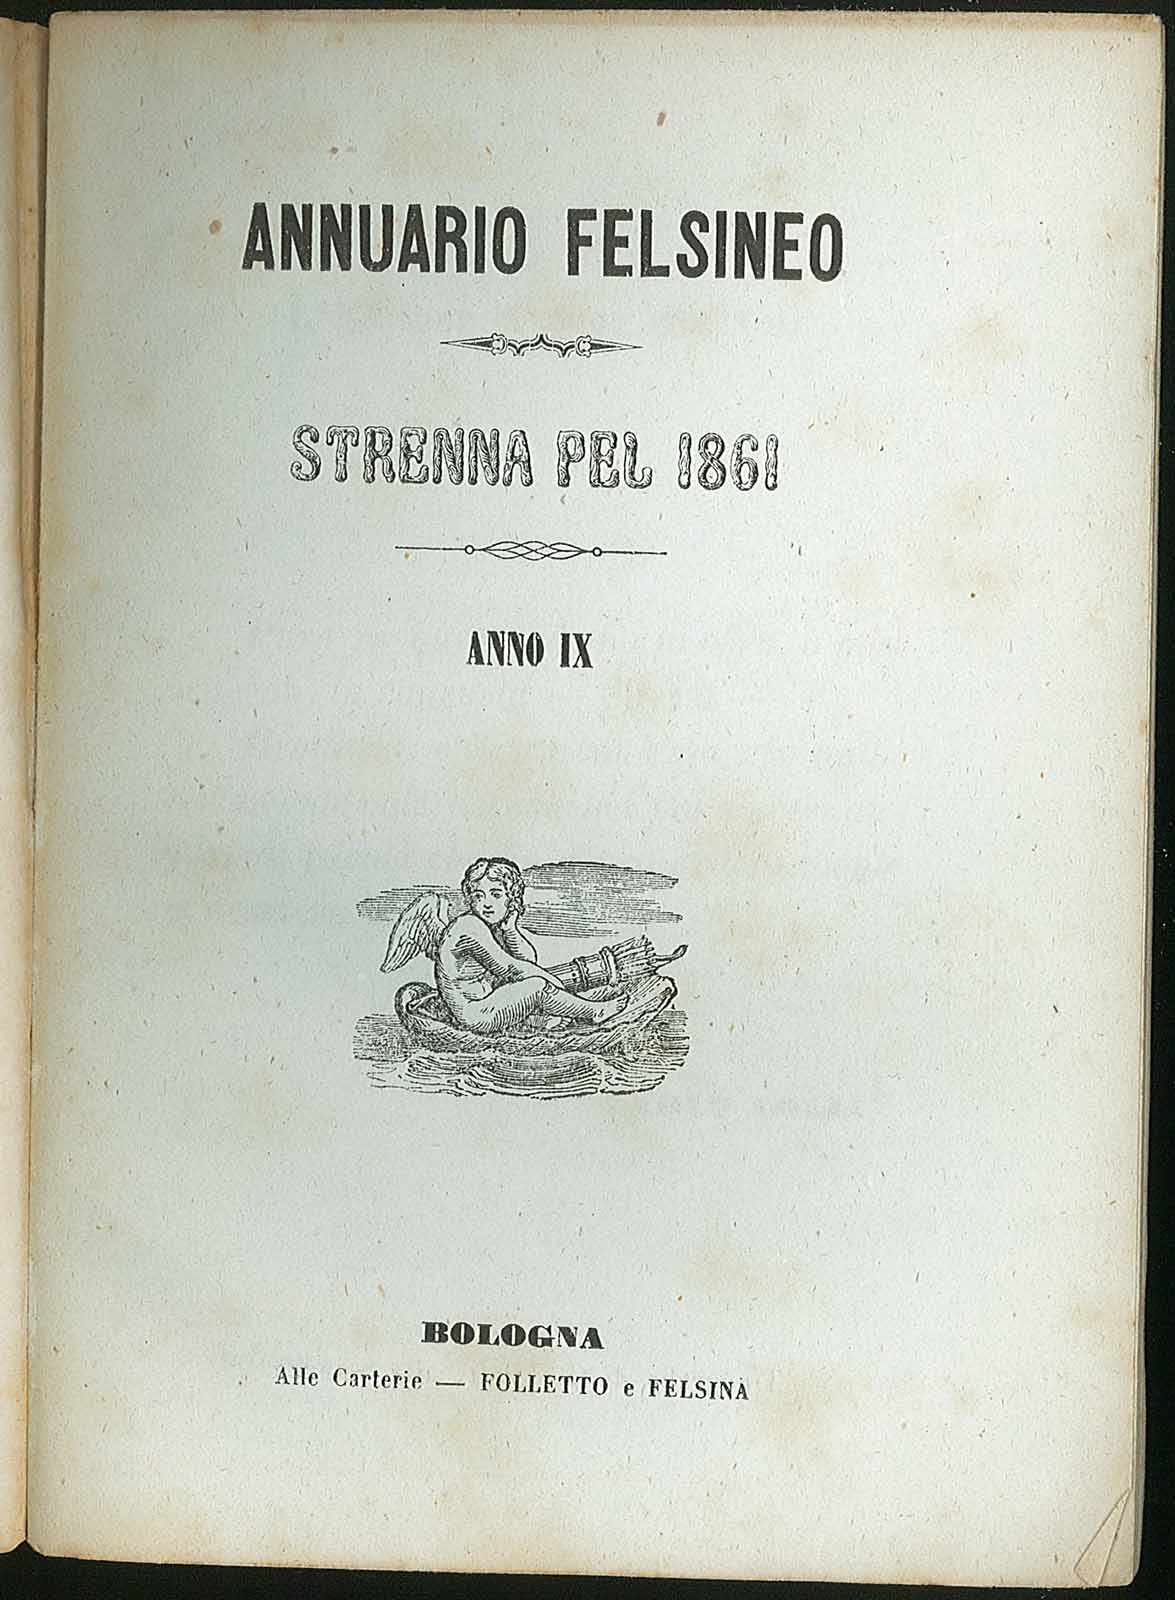 ANNUARIO FELSINEO
STRENNA PEL 1861
ANNO IX
BOLOGNA
Alle Carterie — FOLLETTO e FELSINA